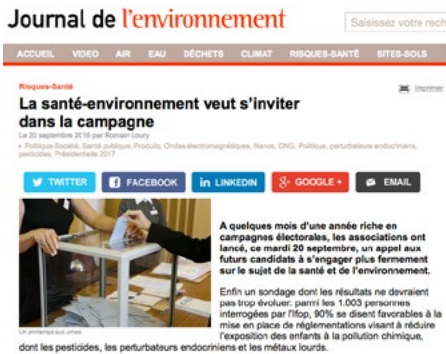 Journal de l'environnement
Saisissez votre rech
ACCUEIL VIDEO AIR EAU DÉCHETS CLIMAT RISQUES-SANTÉ SITES-SOLS
Risques-Santé
Imprimer
La santé-environnement veut s'inviter
dans la campagne
Le 20 septembre 2016 par Romain Loury
Politique-Société, Santé publique, Produits, Ondes électromagnétiques, Nanos, ONG, Politique, perturbateurs endocriniens,
pesticides, Présidentielle 2017
TWITTER FACEBOOK in LINKEDIN GOOGLE + EMAIL
A quelques mois d'une année riche en
campagnes électorales, les associations ont
lancé, ce mardi 20 septembre, un appel aux
futurs candidats à s'engager plus fermement
sur le sujet de la santé et de l'environnement.
Enfin un sondage dont les résultats ne devraient
pas trop évoluer: parmi les 1.003 personnes
interrogées par l'Ifop, 90% se disent favorables à la
mise en place de réglementations visant à réduire
l'exposition des enfants à la pollution chimique,
Un printemps aux urnes
dont les pesticides, les perturbateurs endocriniens et les métaux lourds.